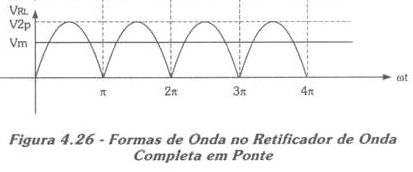 VRL
V2p
Vm
π 2π 3π 4π ωt
Figura 4.26 - Formas de Onda no Retificador de Onda
Completa em Ponte